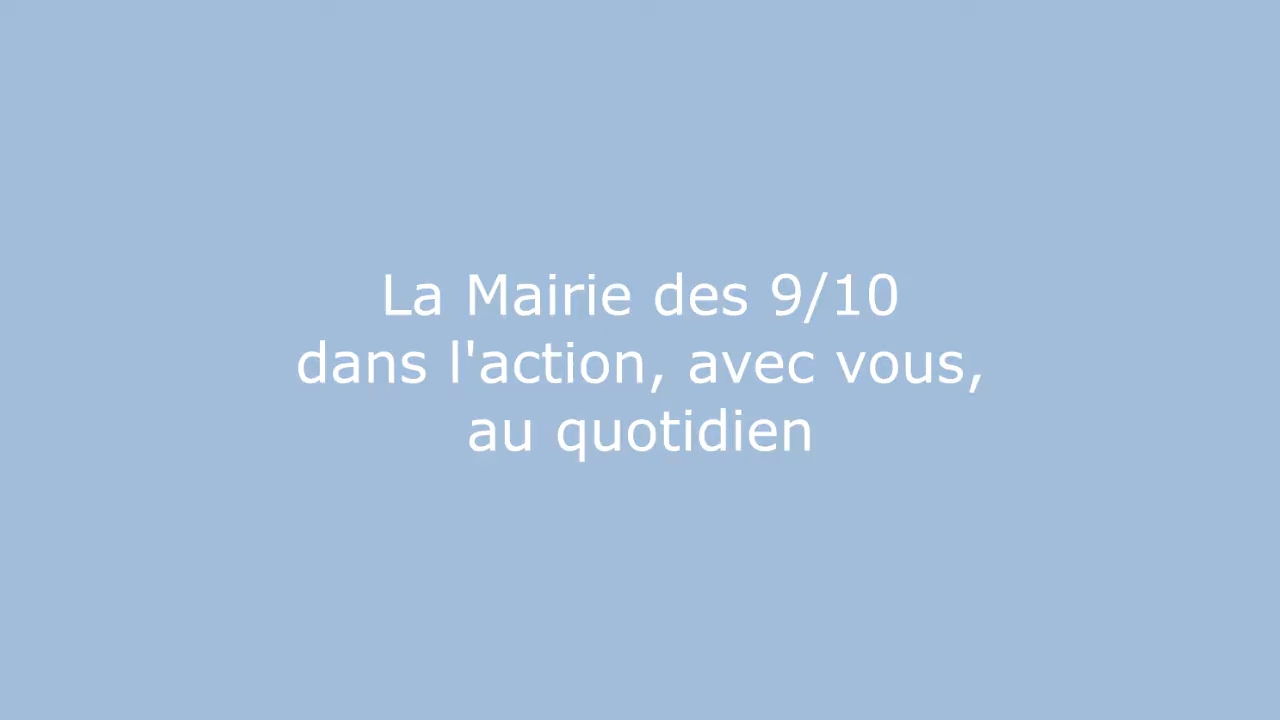 La Mairie des 9/10
dans l'action, avec vous,
au quotidien